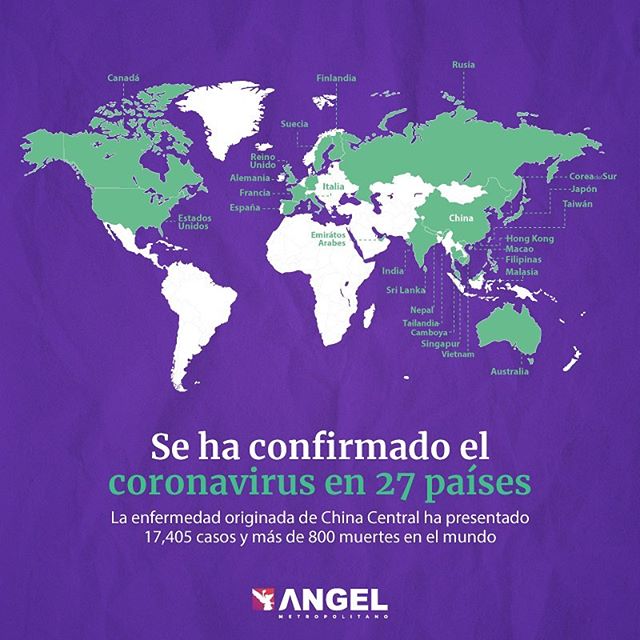 Rusia
Canadá
Finlandia
Suecia
Reino
Unido
Alemania
Francia
España
Italia
Estados
Unidos
Emirátos
Arabes
China
Corea del Sur
Japón
Taiwán
Hong Kong
Macao
Filipinas
Malasia
India
Sri Lanka
Nepal
Tailandia
Camboya
Singapur
Vietnam
Australia
Se ha confirmado el
coronavirus en 27 países
La enfermedad originada de China Central ha presentado
17,405 casos y más de 800 muertes en el mundo
ANGEL
METROPOLITANO